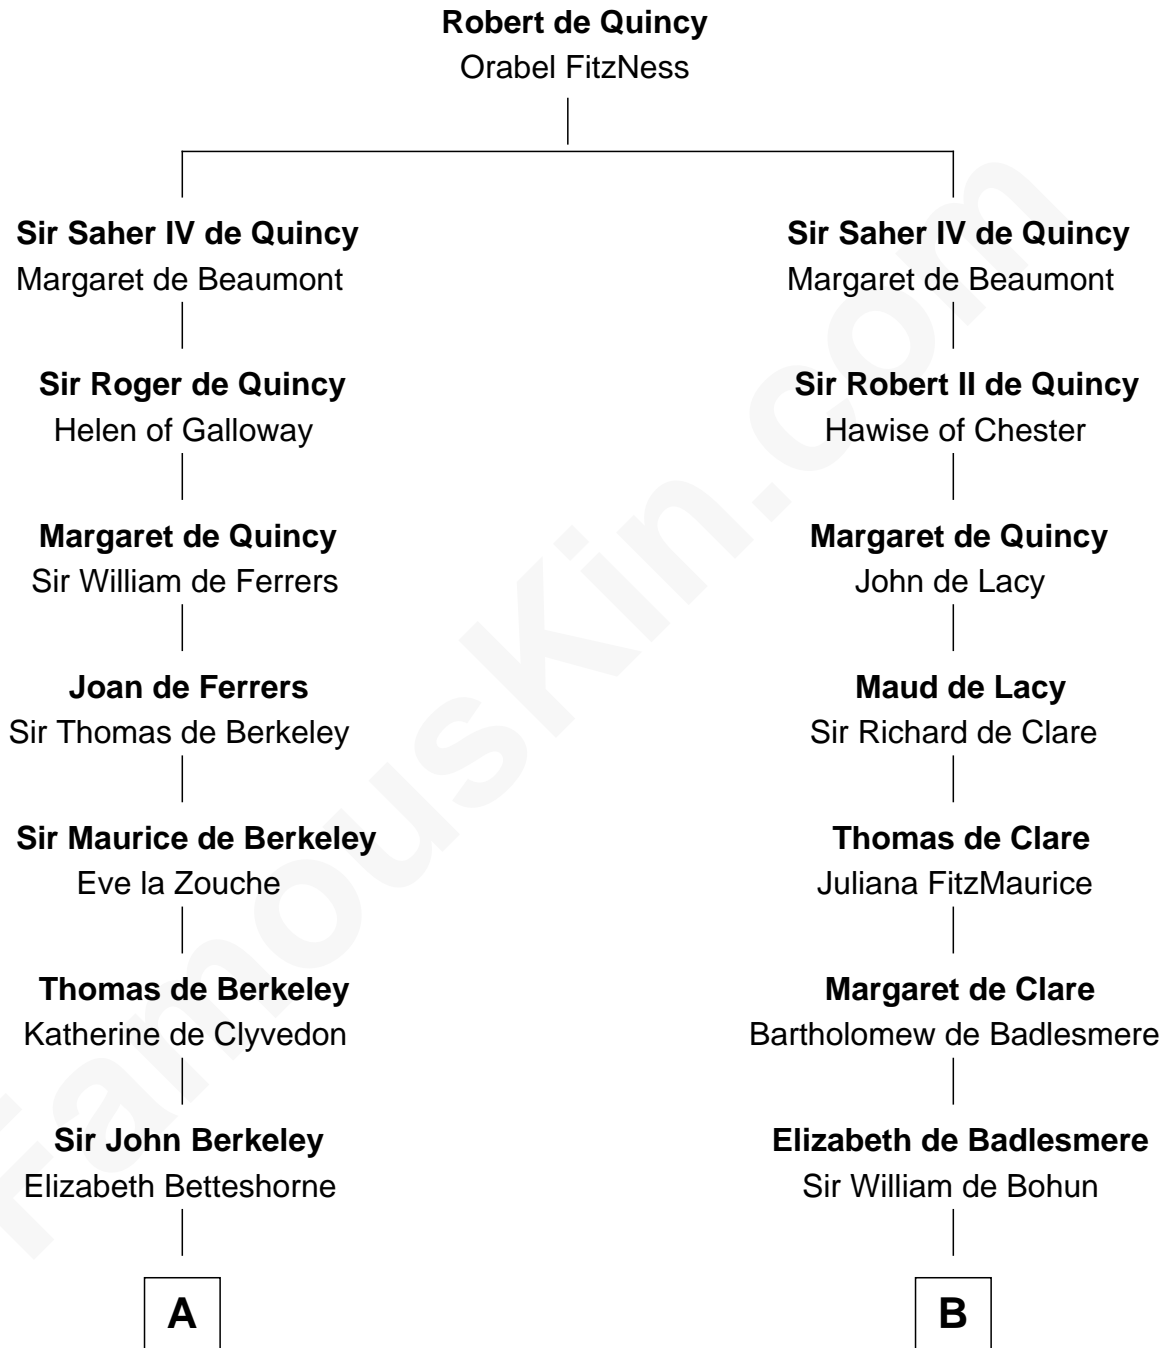 Robert de Quincy
Orabel FitzNess
Sir Saher IV de Quincy
Margaret de Beaumont
Sir Saher IV de Quincy
Margaret de Beaumont
Sir Roger de Quincy
Helen of Galloway
Sir Robert II de Quincy
Hawise of Chester
Margaret de Quincy
Sir William de Ferrers
Margaret de Quincy
John de Lacy
Joan de Ferrers
Sir Thomas de Berkeley
Maud de Lacy
Sir Richard de Clare
Sir Maurice de Berkeley
Eve la Zouche
Thomas de Clare
Juliana FitzMaurice
Thomas de Berkeley
Katherine de Clyvedon
Margaret de Clare
Bartholomew de Badlesmere
Sir John Berkeley
Elizabeth Betteshorne
Elizabeth de Badlesmere
Sir William de Bohun
A
B
FamousKin.com